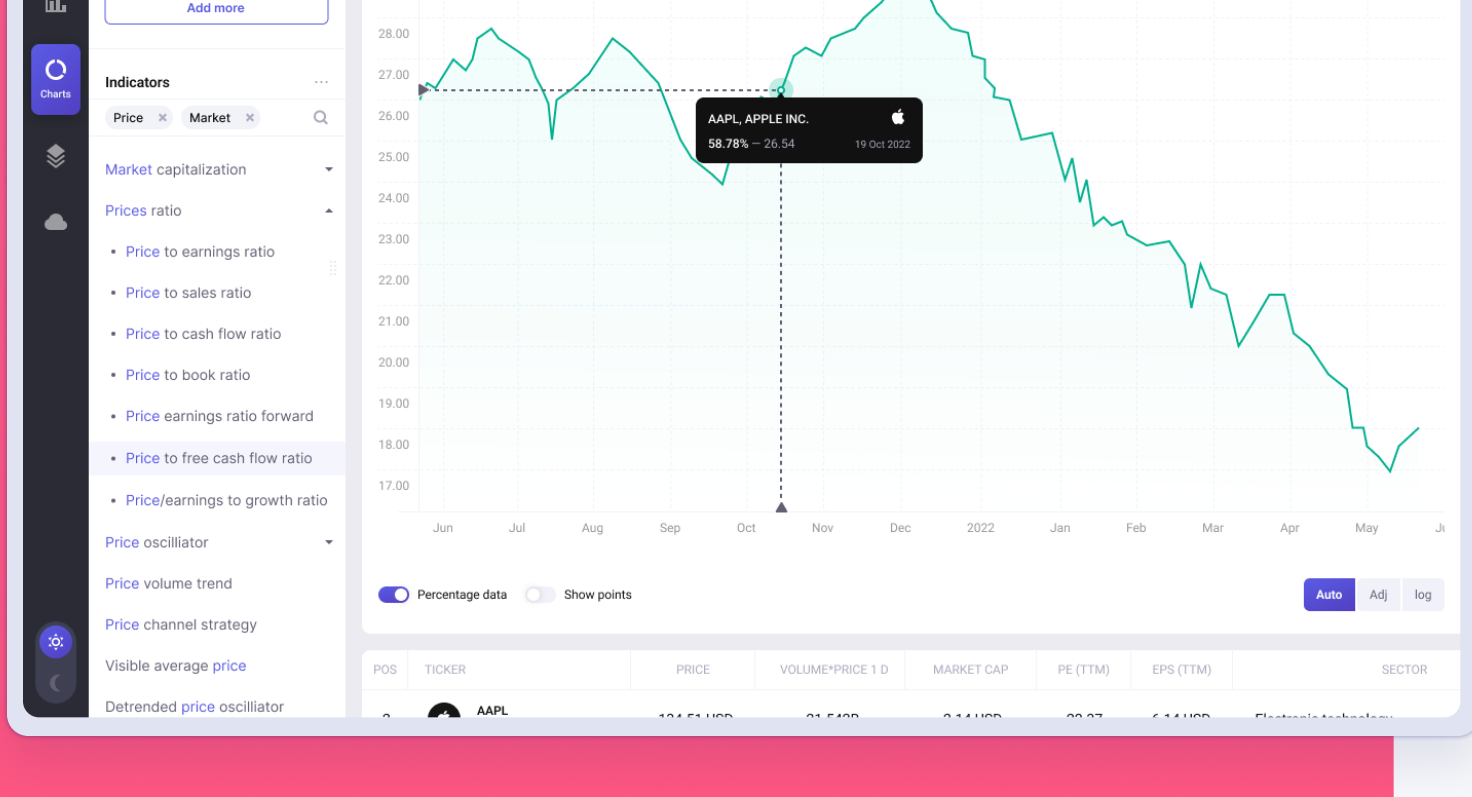 Add more
Charts
Indicators
Price
Market
Market capitalization
Prices ratio
Price to earnings ratio
Price to sales ratio
Price to cash flow ratio
Price to book ratio
Price earnings ratio forward
Price to free cash flow ratio
Price/earnings to growth ratio
Price oscilliator
Price volume trend
Price channel strategy
Visible average price
Detrended price oscilliator
28.00
27.00
26.00
25.00
24.00
23.00
22.00
21.00
20.00
19.00
18.00
17.00
AAPL, APPLE INC.
58.78% — 26.54 19 Oct 2022
Jun Jul Aug Sep Oct Nov Dec 2022 Jan Feb Mar Apr May
Percentage data Show points Auto Adj log
POS TICKER PRICE VOLUME*PRICE 1 D MARKET CAP PE (TTM) EPS (TTM) SECTOR
AAPL